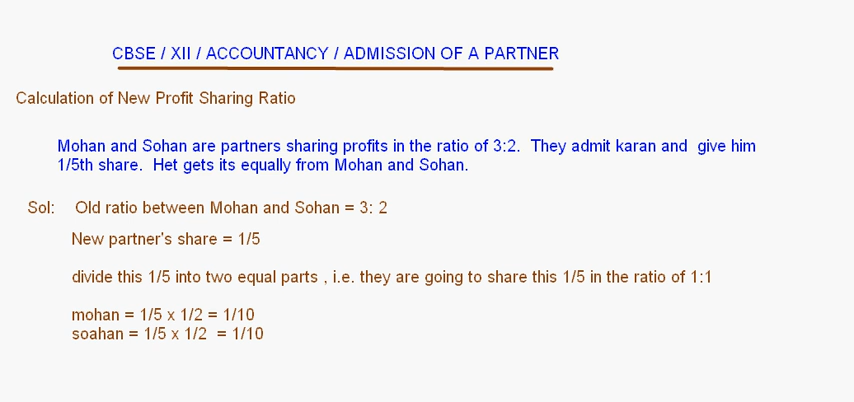 CBSE / XII / ACCOUNTANCY / ADMISSION OF A PARTNER
Calculation of New Profit Sharing Ratio
Mohan and Sohan are partners sharing profits in the ratio of 3:2. They admit karan and give him
1/5th share. Het gets its equally from Mohan and Sohan.
Sol: Old ratio between Mohan and Sohan = 3: 2
New partner's share = 1/5
divide this 1/5 into two equal parts , i.e. they are going to share this 1/5 in the ratio of 1:1
mohan = 1/5 x 1/2 = 1/10
soahan = 1/5 x 1/2 = 1/10